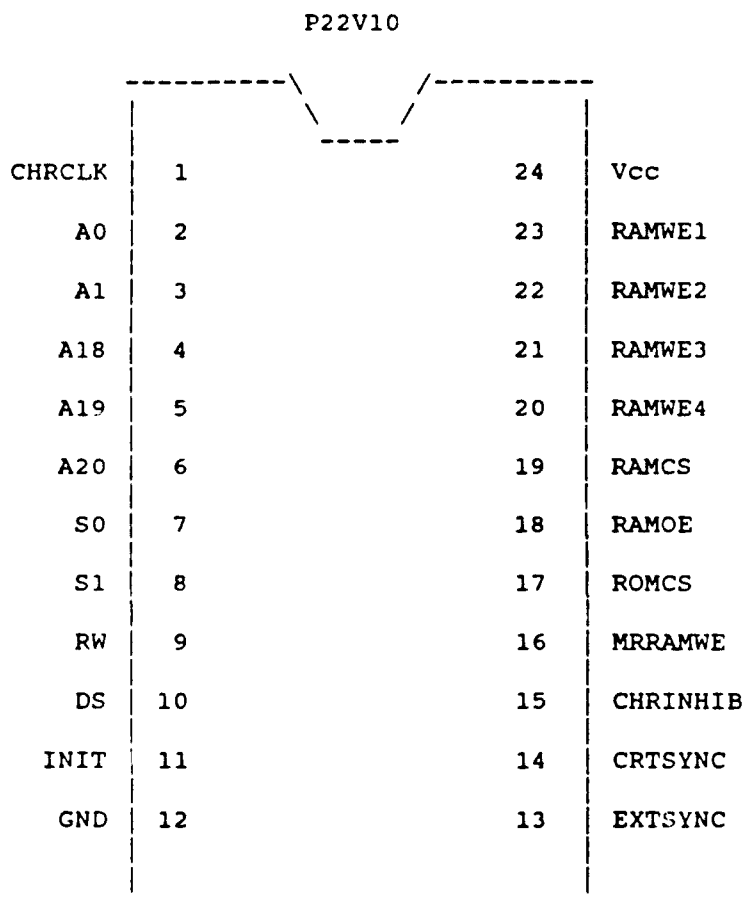 P22V10
CHRCLK 1 24 Vcc
A0 2 23 RAMWE1
A1 3 22 RAMWE2
A18 4 21 RAMWE3
A19 5 20 RAMWE4
A20 6 19 RAMCS
S0 7 18 RAMOE
S1 8 17 ROMCS
RW 9 16 MRRAMWE
DS 10 15 CHRINHIB
INIT 11 14 CRTSYNC
GND 12 13 EXTSYNC